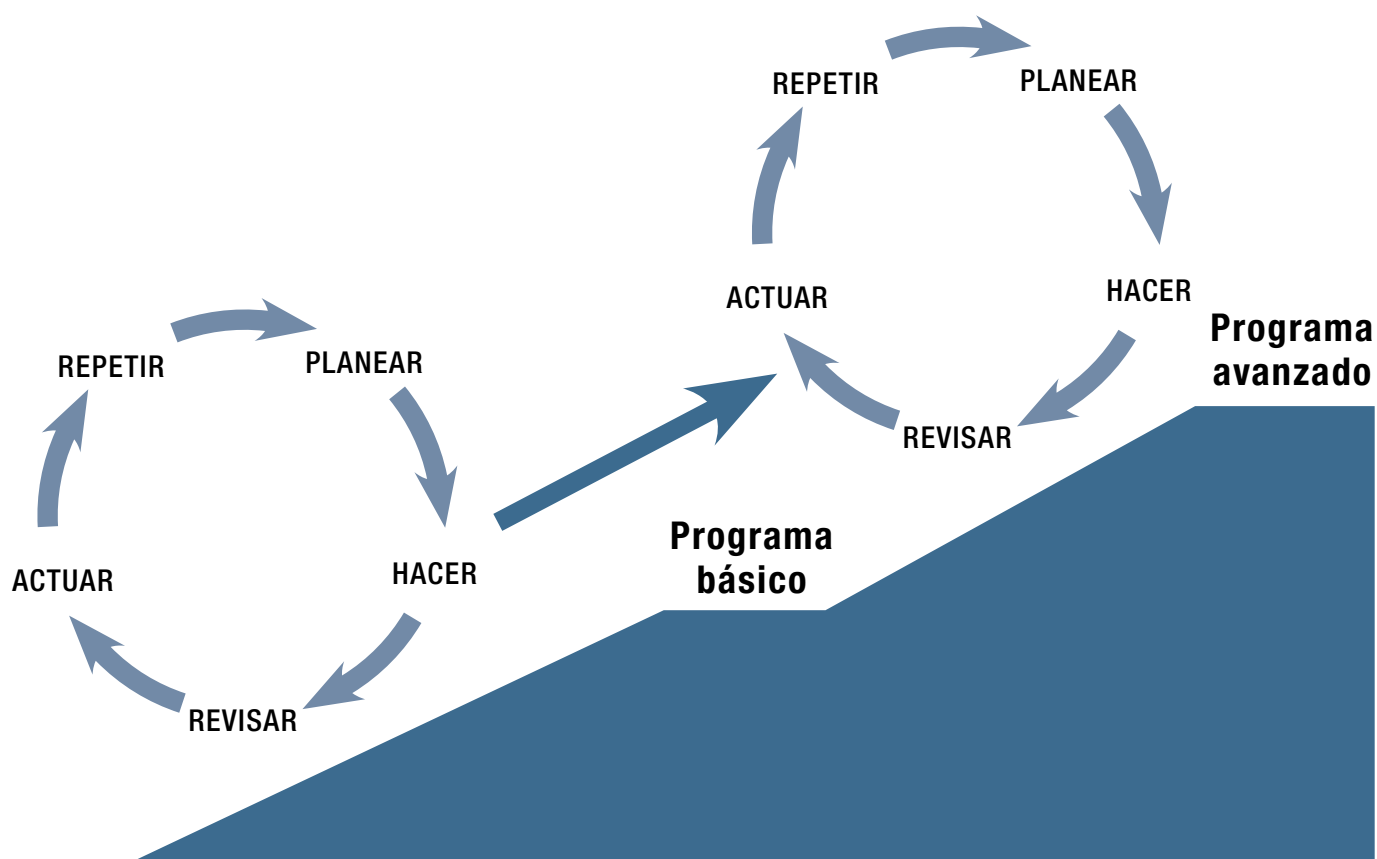 REPETIR
PLANEAR
ACTUAR
HACER
REVISAR
Programa
avanzado
REPETIR
PLANEAR
ACTUAR
HACER
REVISAR
Programa
básico